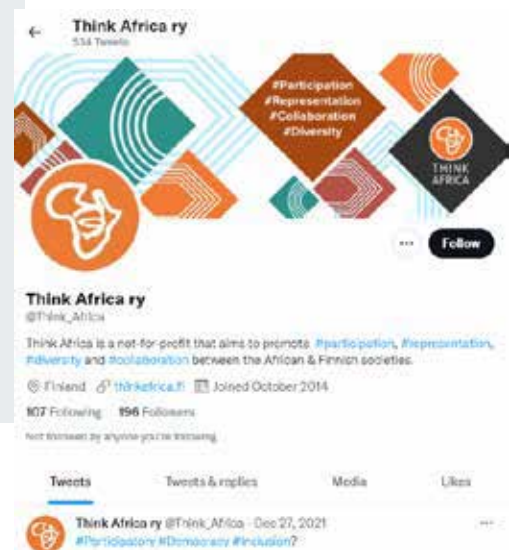 Think Africa ry
534 Tweets
#Participation
#Representation
#Collaboration
#Diversity
THINK
AFRICA
Follow
Think Africa ry
@Think_Africa
Think Africa is a not-for-profit that aims to promote #participation, #representation,
#diversity and #collaboration between the African & Finnish societies.
Finland thinkafrica.fi Joined October 2014
107 Following 196 Followers
Not followed by anyone you're following
Tweets Tweets & replies Media Likes
Think Africa ry @Think_Africa · Dec 27, 2021
#Participatory #Democracy #Inclusion?